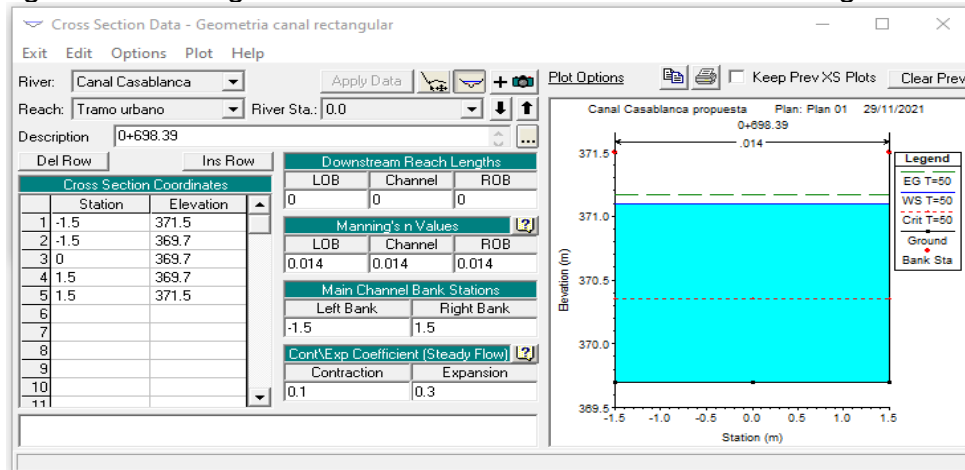 Cross Section Data - Geometria canal rectangular
Exit Edit Options Plot Help
River: Canal Casablanca Apply Data Plot Options Keep Prev XS Plots Clear Prev
Reach: Tramo urbano River Sta.: 0.0
Description 0+698.39 ...
Del Row Ins Row
Cross Section Coordinates
Station Elevation
1 -1.5 371.5
2 -1.5 369.7
3 0 369.7
4 1.5 369.7
5 1.5 371.5
6
7
8
9
10
11
Downstream Reach Lengths
LOB Channel ROB
0 0 0
Manning's n Values
LOB Channel ROB
0.014 0.014 0.014
Main Channel Bank Stations
Left Bank Right Bank
-1.5 1.5
Cont\Exp Coefficient (Steady Flow)
Contraction Expansion
0.1 0.3
Canal Casablanca propuesta Plan: Plan 01 29/11/2021
0+698.39
.014
371.5
371.0
370.5
370.0
369.5
Elevation (m)
-1.5 -1.0 -0.5 0.0 0.5 1.0 1.5
Station (m)
Legend
EG T=50
WS T=50
Crit T=50
Ground
Bank Sta